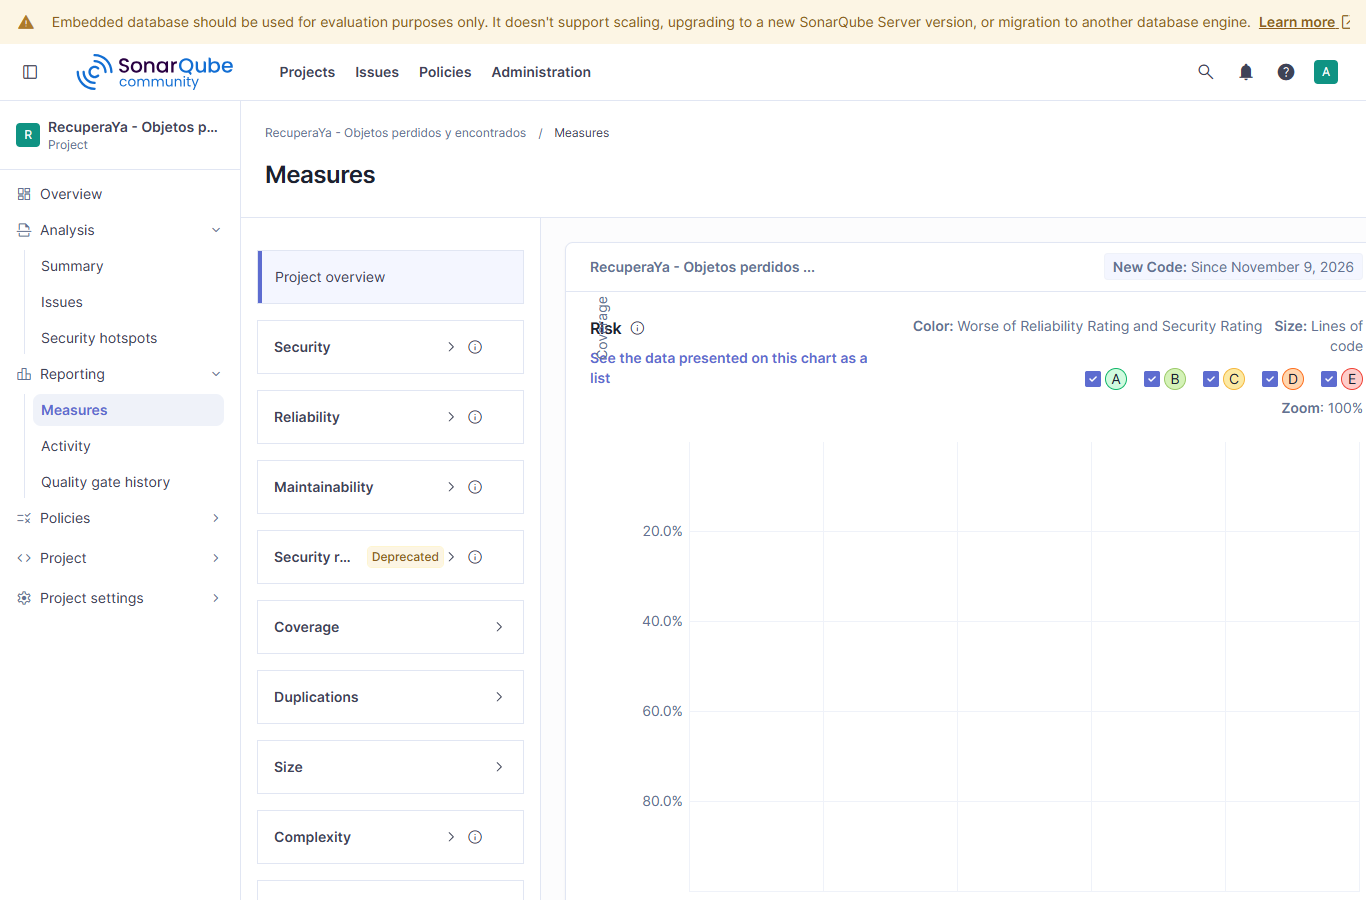 Embedded database should be used for evaluation purposes only. It doesn't support scaling, upgrading to a new SonarQube Server version, or migration to another database engine. Learn more
SonarQube community
Projects Issues Policies Administration
A
R
RecuperaYa - Objetos p...
Project
Overview
Analysis
Summary
Issues
Security hotspots
Reporting
Measures
Activity
Quality gate history
Policies
Project
Project settings
RecuperaYa - Objetos perdidos y encontrados / Measures
Measures
Project overview
Security
Reliability
Maintainability
Security r... Deprecated
Coverage
Duplications
Size
Complexity
RecuperaYa - Objetos perdidos ...
New Code: Since November 9, 2026
Risk
Coverage
See the data presented on this chart as a
list
Color: Worse of Reliability Rating and Security Rating Size: Lines of
code
A B C D E
Zoom: 100%
20.0%
40.0%
60.0%
80.0%